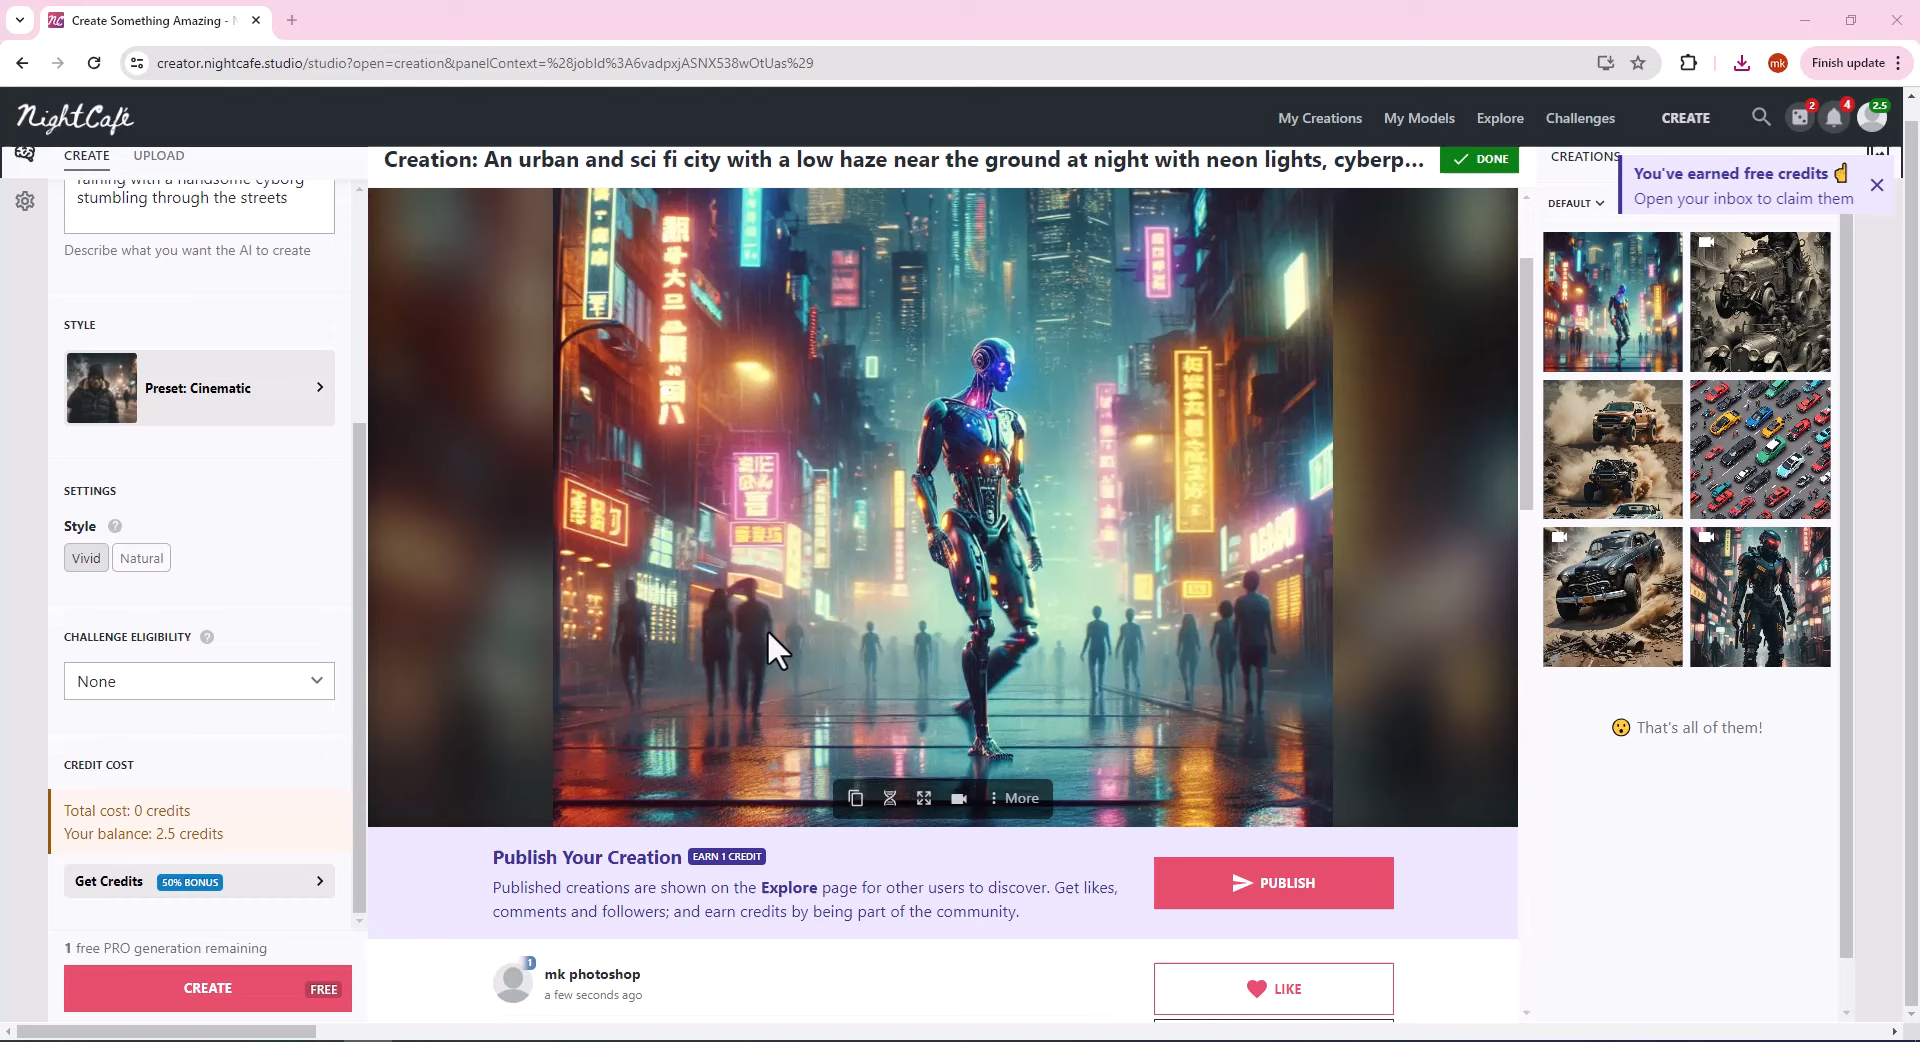 Create Something Amazing - N
creator.nightcafe.studio/studio?open=creation&panelContext=%28jobId%3A6vadpxjASNX538wOtUas%29
mk
Finish update
NightCafe
My Creations
My Models
Explore
Challenges
CREATE
2
4
2.5
CREATE
UPLOAD
Creation: An urban and sci fi city with a low haze near the ground at night with neon lights, cyberp...
DONE
CREATIONS
You've earned free credits
Open your inbox to claim them
DEFAULT
raining with a handsome cyborg
stumbling through the streets
Describe what you want the AI to create
STYLE
Preset: Cinematic
SETTINGS
Style
Vivid
Natural
CHALLENGE ELIGIBILITY
None
CREDIT COST
Total cost: 0 credits
Your balance: 2.5 credits
Get Credits
50% BONUS
1 free PRO generation remaining
CREATE
FREE
More
Publish Your Creation
EARN 1 CREDIT
Published creations are shown on the Explore page for other users to discover. Get likes,
comments and followers; and earn credits by being part of the community.
PUBLISH
1
mk photoshop
a few seconds ago
LIKE
That's all of them!